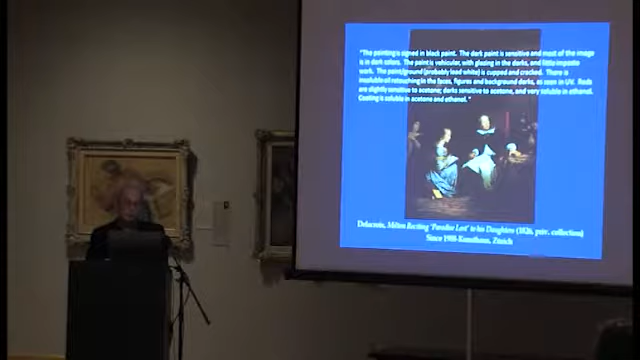 "The painting is signed in black paint. The dark paint is sensitive and most of the image
is in dark colors. The paint is vehicular, with glazing in the darks, and little impasto
work. The paint/ground (probably lead white) is cupped and cracked. There is
insoluble oil retouching in the faces, figures and background darks, as seen in UV. Reds
are slightly sensitive to acetone; darks sensitive to acetone, and very soluble in ethanol.
Coating is soluble in acetone and ethanol."
Delacroix, Milton Reciting 'Paradise Lost' to his Daughters (1826, priv. collection)
Since 1988-Kunsthaus, Zürich